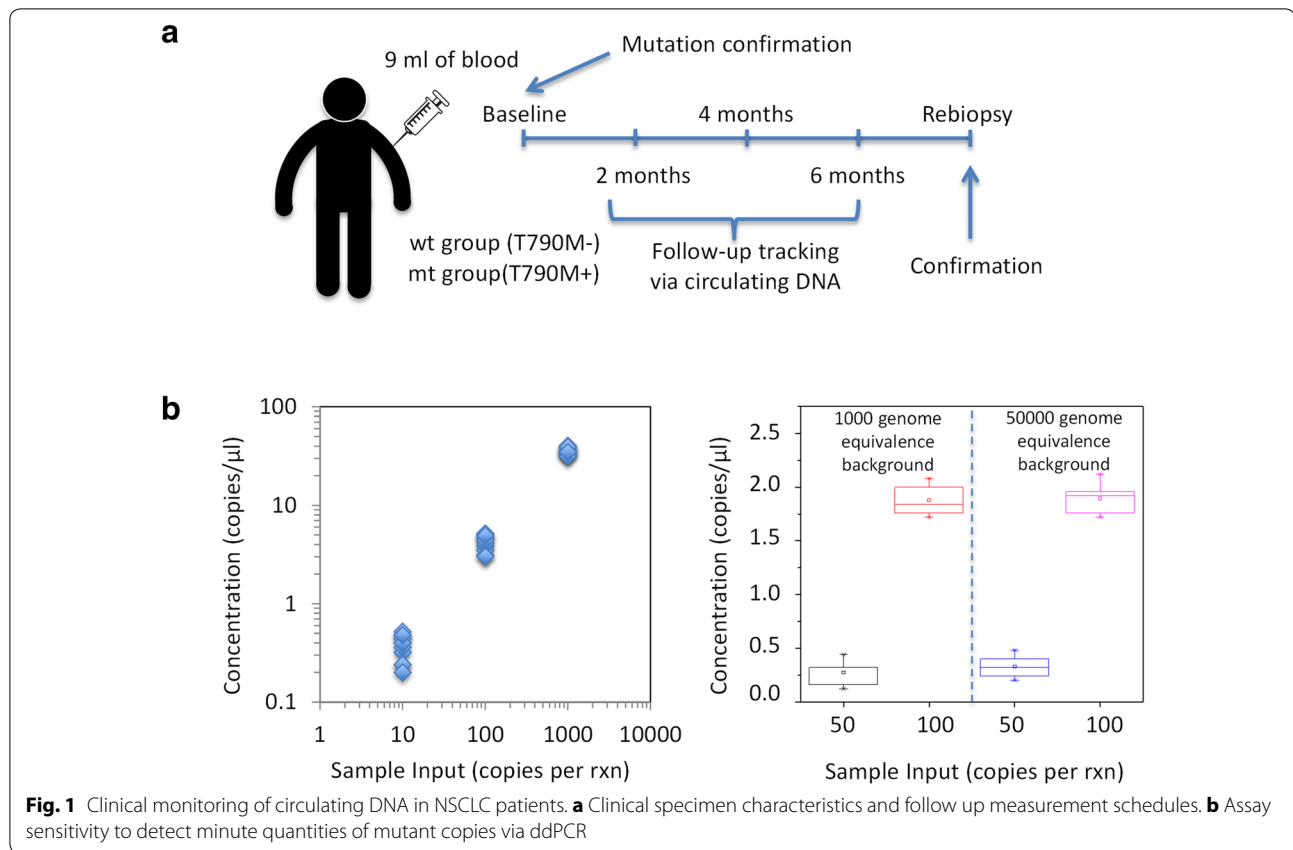 a
9 ml of blood
Mutation confirmation
Baseline
4 months
Rebiopsy
2 months
6 months
wt group (T790M-)
mt group(T790M+)
Follow-up tracking
via circulating DNA
Confirmation
b
Concentration (copies/µl)
100
10
1
0.1
1
10
100
1000
10000
Sample Input (copies per rxn)
Concentration (copies/µl)
2.5
2.0
1.5
1.0
0.5
0.0
1000 genome
equivalence
background
50000 genome
equivalence
background
50
100
50
100
Sample Input (copies per rxn)
Fig. 1 Clinical monitoring of circulating DNA in NSCLC patients. a Clinical specimen characteristics and follow up measurement schedules. b Assay
sensitivity to detect minute quantities of mutant copies via ddPCR